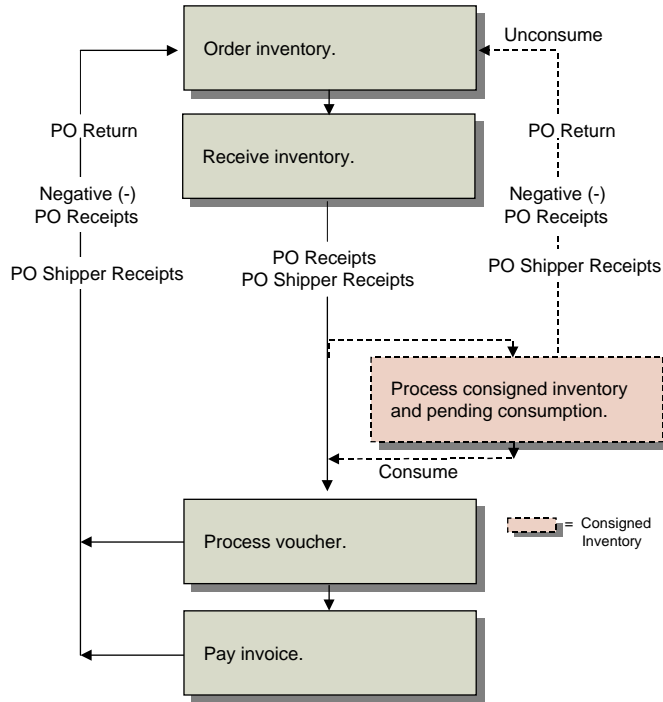 Order inventory.
Unconsume
PO Return
PO Return
Receive inventory.
Negative (-)
PO Receipts
Negative (-)
PO Receipts
PO Shipper Receipts
PO Receipts
PO Shipper Receipts
PO Shipper Receipts
Process consigned inventory
and pending consumption.
Consume
Process voucher.
= Consigned
Inventory
Pay invoice.